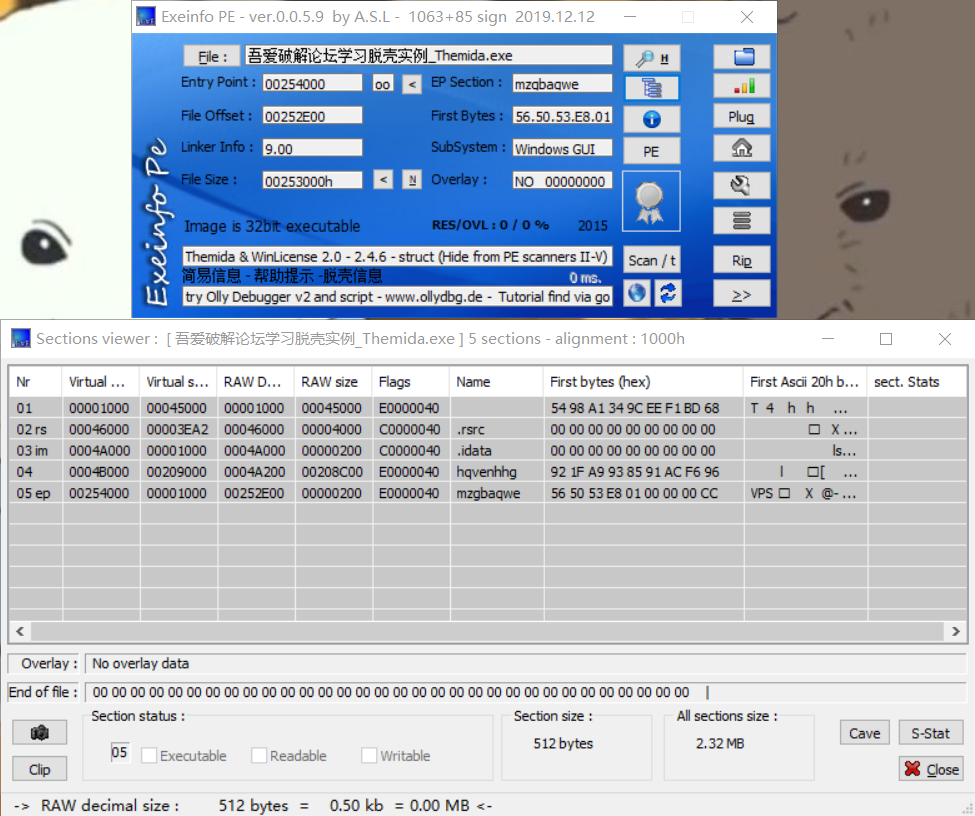 Exeinfo PE - ver.0.0.5.9 by A.S.L - 1063+85 sign 2019.12.12
Exeinfo Pe
File : 吾爱破解论坛学习脱壳实例_Themida.exe H
Entry Point : 00254000 oo < EP Section : mzgbaqwe
File Offset : 00252E00 First Bytes : 56.50.53.E8.01 Plug
Linker Info : 9.00 SubSystem : Windows GUI PE
File Size : 00253000h < N Overlay : NO 00000000
Image is 32bit executable RES/OVL : 0 / 0 % 2015
Themida & WinLicense 2.0 - 2.4.6 - struct (Hide from PE scanners II-V) Scan / t Rip
简易信息 - 帮助提示 -脱壳信息 0 ms.
try Olly Debugger v2 and script - www.ollydbg.de - Tutorial find via go >>
Sections viewer : [ 吾爱破解论坛学习脱壳实例_Themida.exe ] 5 sections - alignment : 1000h
Nr Virtual ... Virtual s... RAW D... RAW size Flags Name First bytes (hex) First Ascii 20h b... sect. Stats
01 00001000 00045000 00001000 00045000 E0000040 54 98 A1 34 9C EE F1 BD 68 T 4 h h ...
02 rs 00046000 00003EA2 00046000 00004000 C0000040 .rsrc 00 00 00 00 00 00 00 00 00 □ X ...
03 im 0004A000 00001000 0004A000 00000200 C0000040 .idata 00 00 00 00 00 00 00 00 00 ls...
04 0004B000 00209000 0004A200 00208C00 E0000040 hqvenhhg 92 1F A9 93 85 91 AC F6 96 l □[ ...
05 ep 00254000 00001000 00252E00 00000200 E0000040 mzgbaqwe 56 50 53 E8 01 00 00 00 CC VPS □ X @- ...
Overlay : No overlay data
End of file : 00 00 00 00 00 00 00 00 00 00 00 00 00 00 00 00 00 00 00 00 00 00 00 00 00 00 00 00 00 00 00 00 |
Section status : Section size : All sections size :
05 Executable Readable Writable 512 bytes 2.32 MB Cave S-Stat
Clip Close
-> RAW decimal size : 512 bytes = 0.50 kb = 0.00 MB <-